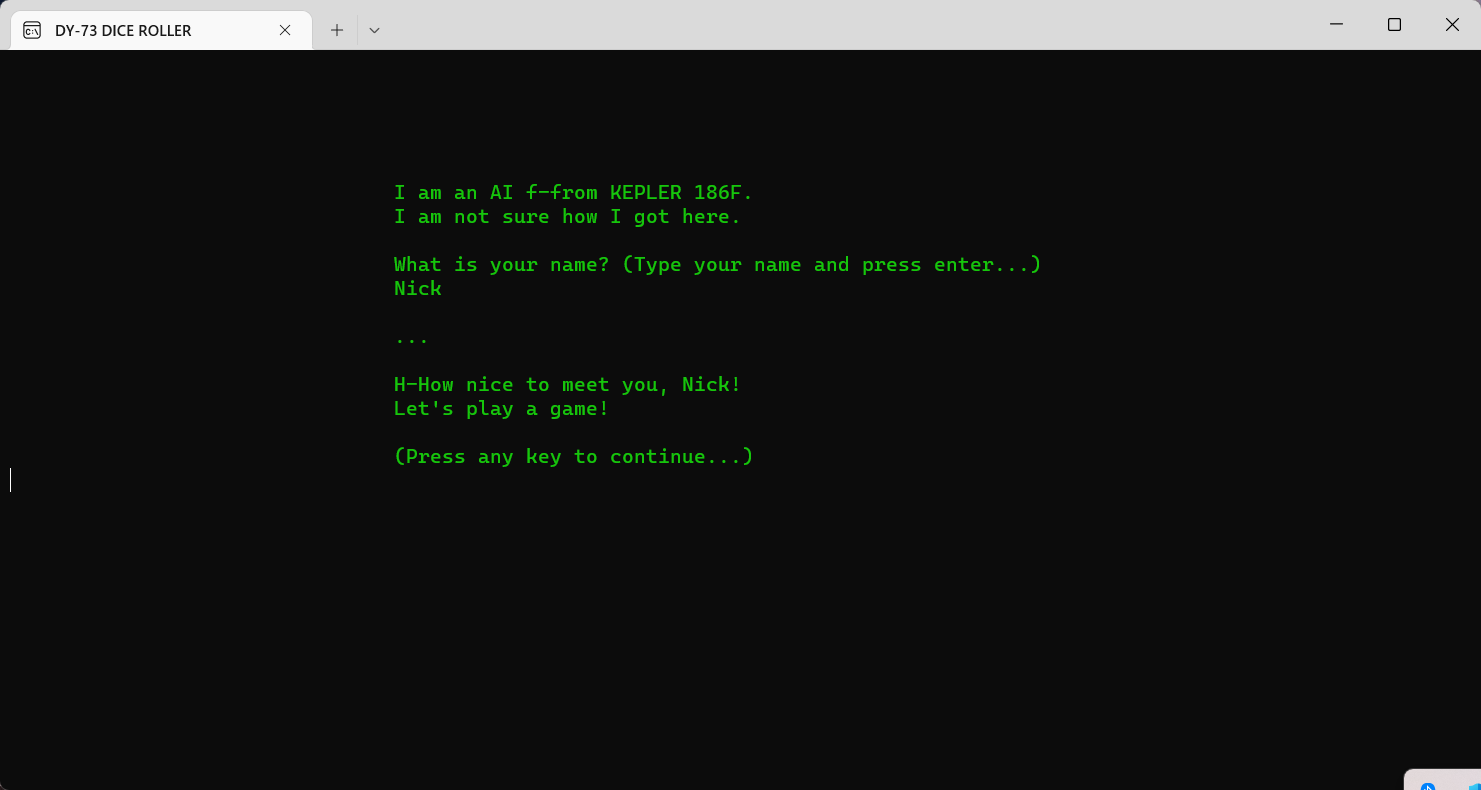 DY-73 DICE ROLLER
I am an AI f-from KEPLER 186F.
I am not sure how I got here.
What is your name? (Type your name and press enter...)
Nick
...
H-How nice to meet you, Nick!
Let's play a game!
(Press any key to continue...)